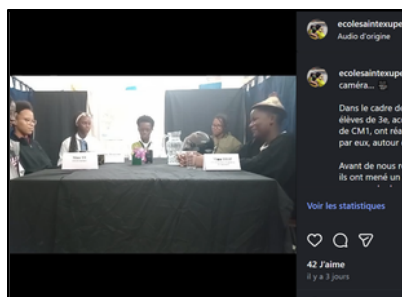 ecolesaintexupe
Audio d'origine
ecolesaintexupe
caméra...
Dans le cadre de
élèves de 3e, acc
de CM1, ont réa
par eux, autour
Avant de nous r
ils ont mené un
Voir les statistiques
42 J'aime
il y a 3 jours